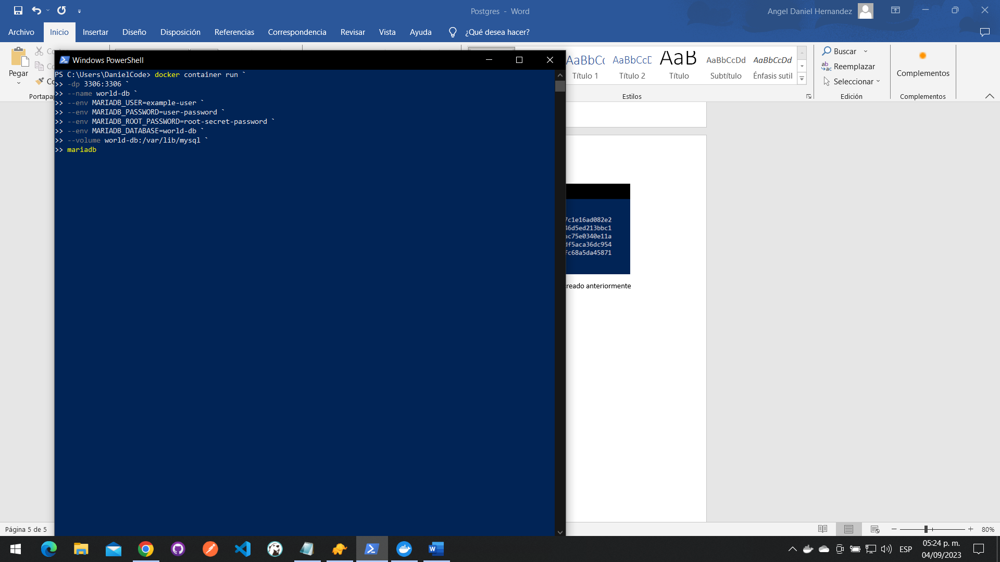 Postgres - Word
Angel Daniel Hernandez
Archivo Inicio Insertar Diseño Disposición Referencias Correspondencia Revisar Vista Ayuda ¿Qué desea hacer?
Pegar
Windows PowerShell
PS C:\Users\DanielCode> docker container run `
>> -dp 3306:3306 `
>> --name world-db `
>> --env MARIADB_USER=example-user `
>> --env MARIADB_PASSWORD=user-password `
>> --env MARIADB_ROOT_PASSWORD=root-secret-password `
>> --env MARIADB_DATABASE=world-db `
>> --volume world-db:/var/lib/mysql `
>> mariadb
AaBbCc AaBbCcD AaB AaBbCcDd AaBbCcDd
Título 1 Título 2 Título Subtítulo Énfasis sutil
Estilos
Buscar
Reemplazar
Seleccionar
Edición
Complementos
Complementos
7c1e16ad082e2
46d5ed213bbc1
ac75e0340e11a
df5aca36dc954
fc68a5da45871
creado anteriormente
Página 5 de 5
80%
ESP
05:24 p. m.
04/09/2023